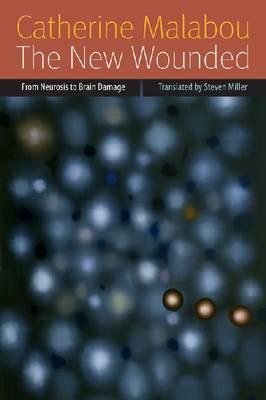 Catherine Malabou
The New Wounded
From Neurosis to Brain Damage
Translated by Steven Miller